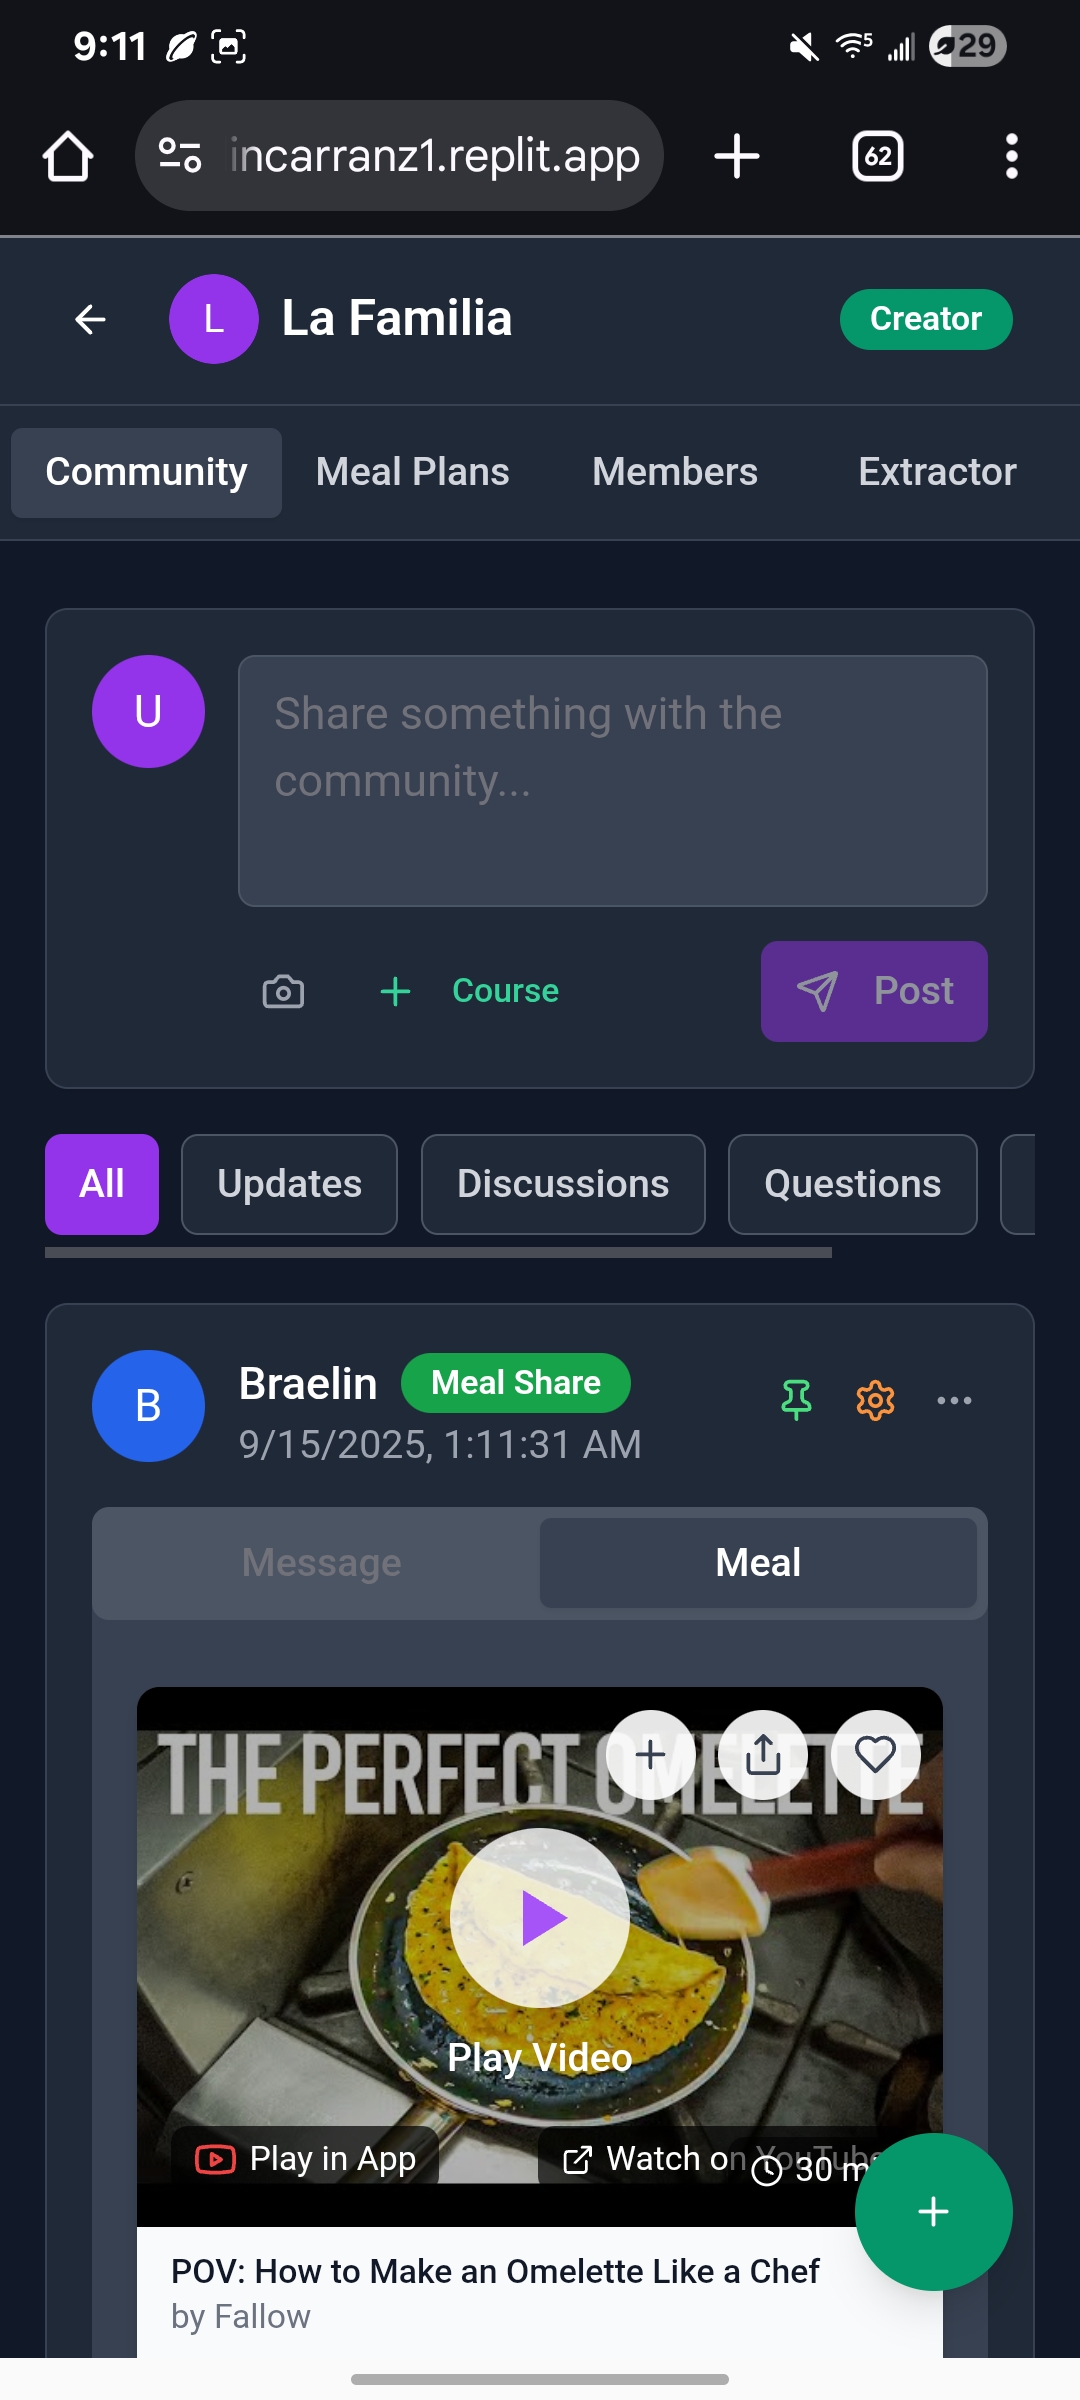 9:11
5
29
incarranz1.replit.app
62
L
La Familia
Creator
Community
Meal Plans
Members
Extractor
U
Share something with the
community...
Course
Post
All
Updates
Discussions
Questions
B
Braelin
Meal Share
9/15/2025, 1:11:31 AM
Message
Meal
THE PERFECT OMELETTE
Play Video
Play in App
Watch on YouTube
30 m
POV: How to Make an Omelette Like a Chef
by Fallow